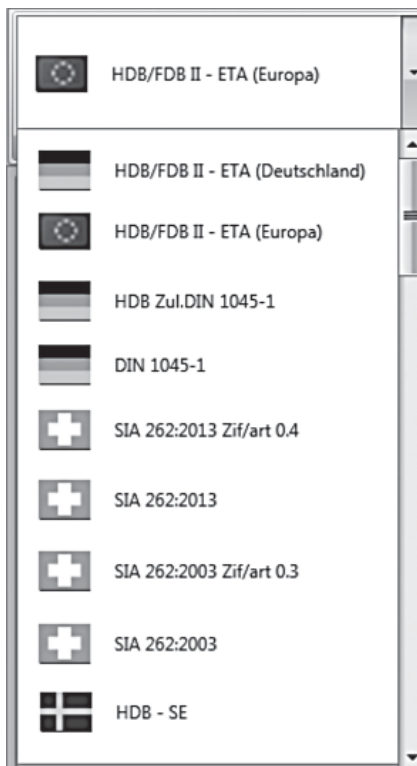 HDB/FDB II - ETA (Europa)
HDB/FDB II - ETA (Deutschland)
HDB/FDB II - ETA (Europa)
HDB Zul.DIN 1045-1
DIN 1045-1
SIA 262:2013 Zif/art 0.4
SIA 262:2013
SIA 262:2003 Zif/art 0.3
SIA 262:2003
HDB - SE